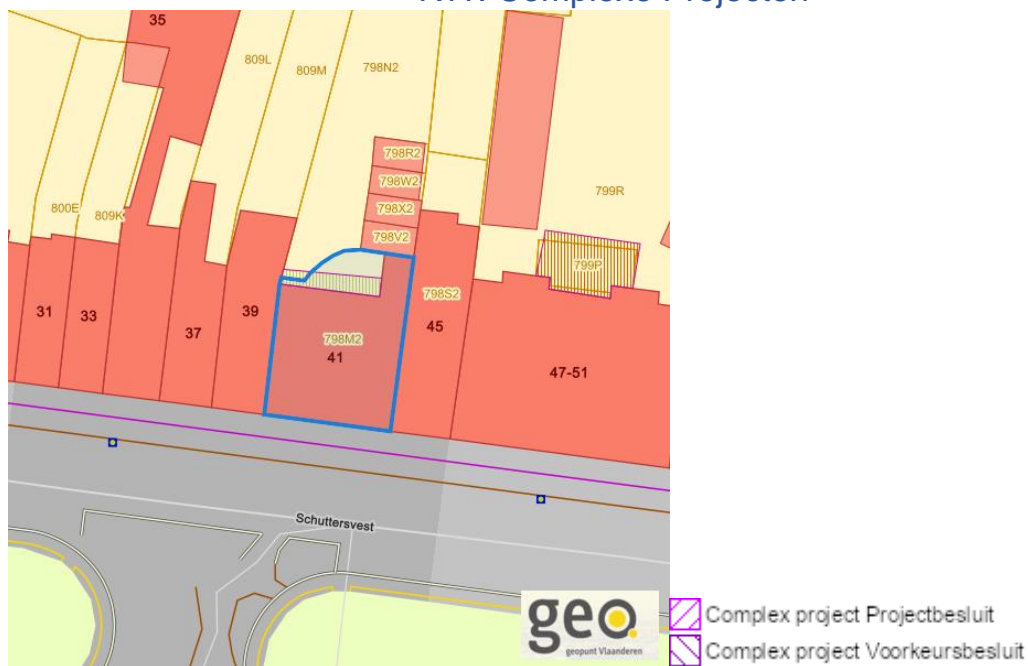 35
809L
809M
798N2
798R2
798W2
798X2
798V2
799R
800E
809K
799P
798S2
31
33
37
39
798M2
41
45
47-51
Schuttersvest
geo
geopunt Vlaanderen
Complex project Projectbesluit
Complex project Voorkeursbesluit